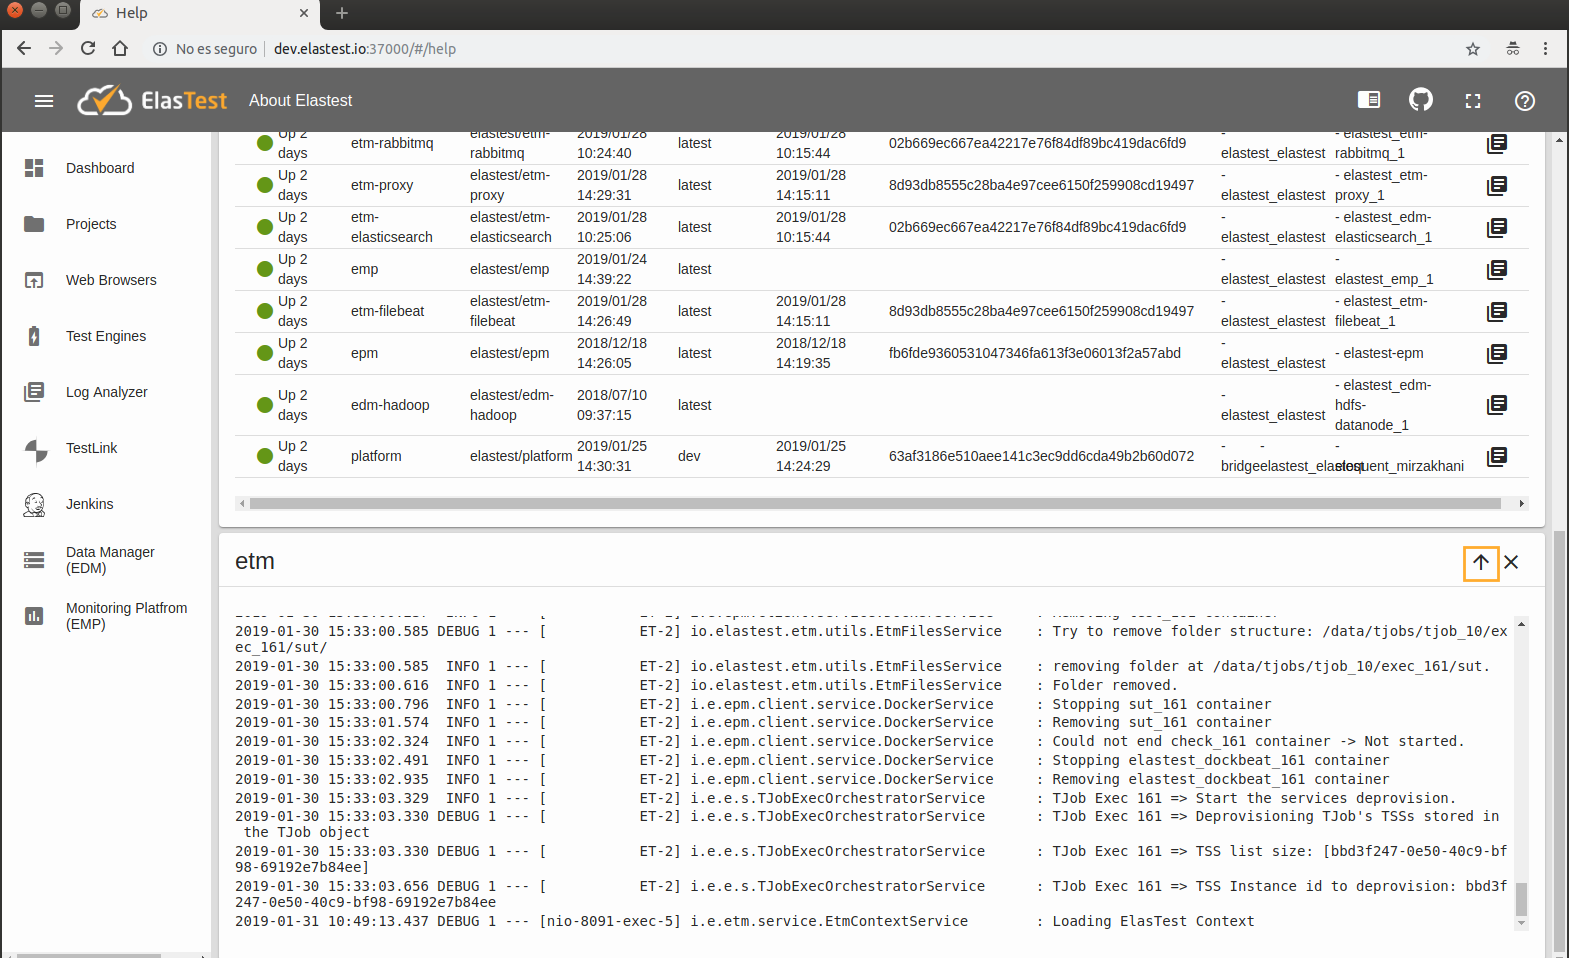 Help
No es seguro
dev.elastest.io:37000/#/help
ElasTest
About Elastest
Dashboard
Projects
Web Browsers
Test Engines
Log Analyzer
TestLink
Jenkins
Data Manager
(EDM)
Monitoring Platfrom
(EMP)
Up 2 elastest/etm- 2019/01/28 2019/01/28 - - elastest_etm-
etm-rabbitmq latest 02b669ec667ea42217e76f84df89bc419dac6fd9
days rabbitmq 10:24:40 10:15:44 elastest_elastest rabbitmq_1
Up 2 elastest/etm- 2019/01/28 2019/01/28 - - elastest_etm-
etm-proxy latest 8d93db8555c28ba4e97cee6150f259908cd19497
days proxy 14:29:31 14:15:11 elastest_elastest proxy_1
Up 2 etm- elastest/etm- 2019/01/28 2019/01/28 - - elastest_edm-
latest 02b669ec667ea42217e76f84df89bc419dac6fd9
days elasticsearch elasticsearch 10:25:06 10:15:44 elastest_elastest elasticsearch_1
Up 2 2019/01/24 - -
emp elastest/emp latest
days 14:39:22 elastest_elastest elastest_emp_1
Up 2 elastest/etm- 2019/01/28 2019/01/28 - - elastest_etm-
etm-filebeat latest 8d93db8555c28ba4e97cee6150f259908cd19497
days filebeat 14:26:49 14:15:11 elastest_elastest filebeat_1
Up 2 2018/12/18 2018/12/18 -
epm elastest/epm latest fb6fde9360531047346fa613f3e06013f2a57abd - elastest-epm
days 14:26:05 14:19:35 elastest_elastest
- elastest_edm-
Up 2 elastest/edm- 2018/07/10 -
edm-hadoop latest hdfs-
days hadoop 09:37:15 elastest_elastest
datanode_1
Up 2 2019/01/25 2019/01/25 - - -
platform elastest/platform dev 63af3186e510aee141c3ec9dd6cda49b2b60d072
days 14:30:31 14:24:29 bridge elastest_elastest eloquent_mirzakhani
etm
2019-01-30 15:33:00.585 DEBUG 1 --- [ ET-2] io.elastest.etm.utils.EtmFilesService : Try to remove folder structure: /data/tjobs/tjob_10/ex
ec_161/sut/
2019-01-30 15:33:00.585 INFO 1 --- [ ET-2] io.elastest.etm.utils.EtmFilesService : removing folder at /data/tjobs/tjob_10/exec_161/sut.
2019-01-30 15:33:00.616 INFO 1 --- [ ET-2] io.elastest.etm.utils.EtmFilesService : Folder removed.
2019-01-30 15:33:00.796 INFO 1 --- [ ET-2] i.e.epm.client.service.DockerService : Stopping sut_161 container
2019-01-30 15:33:01.574 INFO 1 --- [ ET-2] i.e.epm.client.service.DockerService : Removing sut_161 container
2019-01-30 15:33:02.324 INFO 1 --- [ ET-2] i.e.epm.client.service.DockerService : Could not end check_161 container -> Not started.
2019-01-30 15:33:02.491 INFO 1 --- [ ET-2] i.e.epm.client.service.DockerService : Stopping elastest_dockbeat_161 container
2019-01-30 15:33:02.935 INFO 1 --- [ ET-2] i.e.epm.client.service.DockerService : Removing elastest_dockbeat_161 container
2019-01-30 15:33:03.329 INFO 1 --- [ ET-2] i.e.e.s.TJobExecOrchestratorService : TJob Exec 161 => Start the services deprovision.
2019-01-30 15:33:03.330 DEBUG 1 --- [ ET-2] i.e.e.s.TJobExecOrchestratorService : TJob Exec 161 => Deprovisioning TJob's TSSs stored in
the TJob object
2019-01-30 15:33:03.330 DEBUG 1 --- [ ET-2] i.e.e.s.TJobExecOrchestratorService : TJob Exec 161 => TSS list size: [bbd3f247-0e50-40c9-bf
98-69192e7b84ee]
2019-01-30 15:33:03.656 DEBUG 1 --- [ ET-2] i.e.e.s.TJobExecOrchestratorService : TJob Exec 161 => TSS Instance id to deprovision: bbd3f
247-0e50-40c9-bf98-69192e7b84ee
2019-01-31 10:49:13.437 DEBUG 1 --- [nio-8091-exec-5] i.e.etm.service.EtmContextService : Loading ElasTest Context